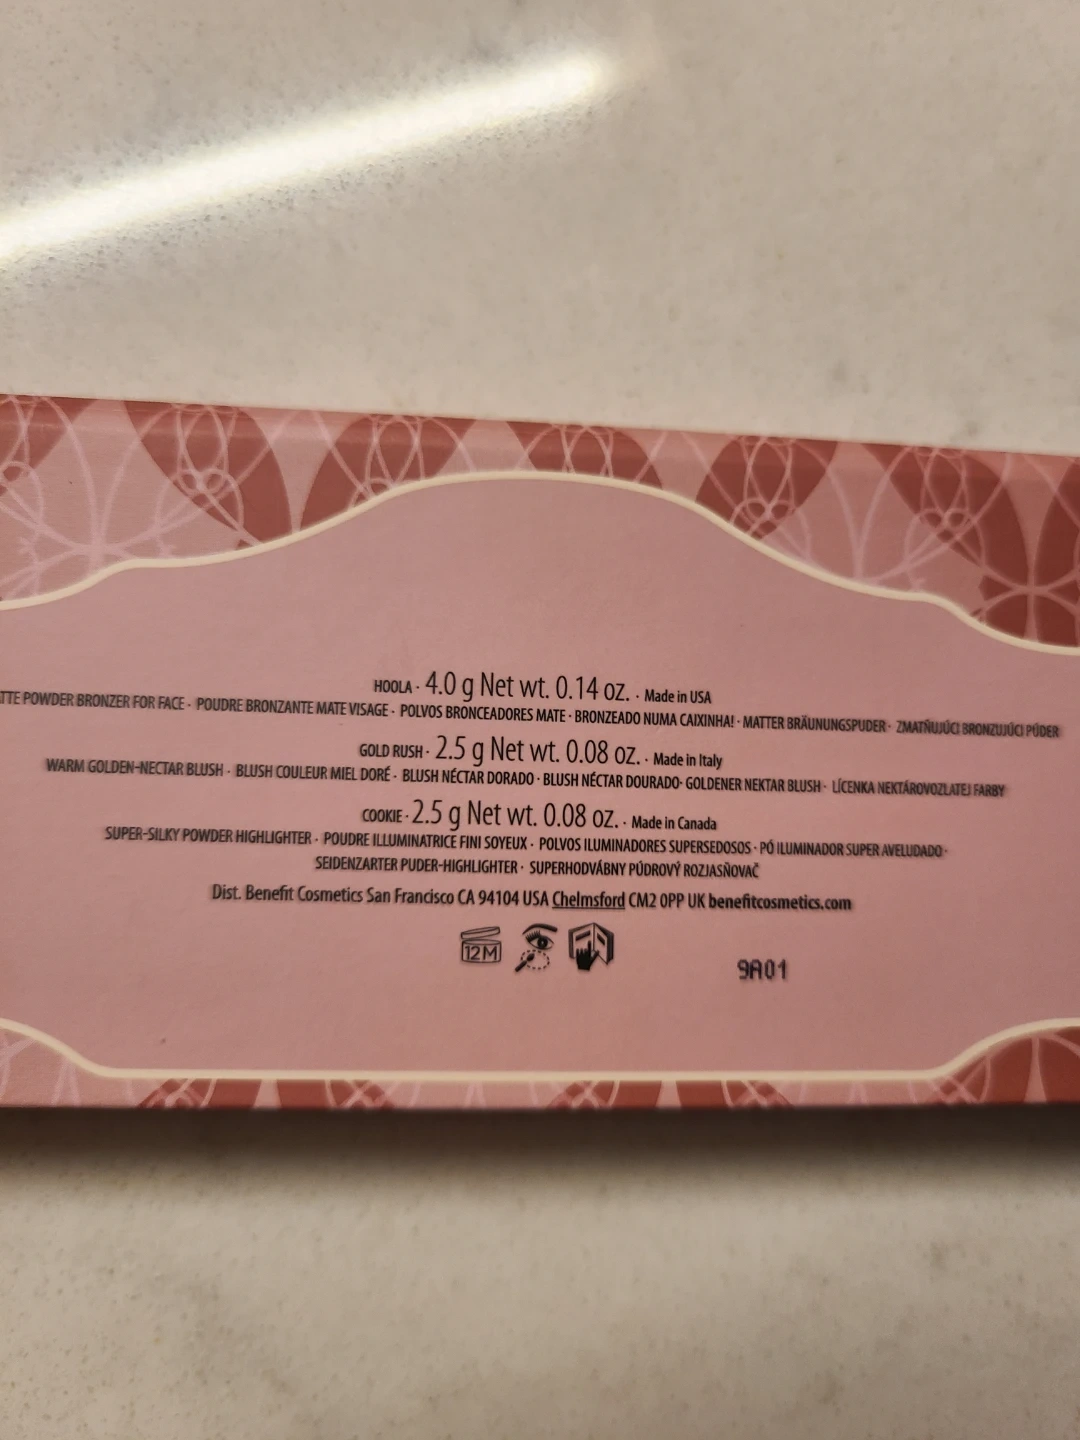 HOOLA · 4.0 g Net wt. 0.14 oz. · Made in USA
POWDER BRONZER FOR FACE · POUDRE BRONZANTE MATE VISAGE · POLVOS BRONCEADORES MATE · BRONZEADO NUMA CAIXINHA! · MATTER BRÄUNUNGSPUDER · ZMATŇUJÚCI BRONZUJÚCI PÚDER
GOLD RUSH · 2.5 g Net wt. 0.08 oz. · Made in Italy
WARM GOLDEN-NECTAR BLUSH · BLUSH COULEUR MIEL DORÉ · BLUSH NÉCTAR DORADO · BLUSH NÉCTAR DOURADO· GOLDENER NEKTAR BLUSH · LÍCENKA NEKTÁROVOZLATEJ FARBY
COOKIE · 2.5 g Net wt. 0.08 oz. · Made in Canada
SUPER-SILKY POWDER HIGHLIGHTER · POUDRE ILLUMINATRICE FINI SOYEUX · POLVOS ILUMINADORES SUPERSEDOSOS · PÓ ILUMINADOR SUPER AVELUDADO ·
SEIDENZARTER PUDER-HIGHLIGHTER · SUPERHODVÁBNY PÚDROVÝ ROZJASŇOVAČ
Dist. Benefit Cosmetics San Francisco CA 94104 USA Chelmsford CM2 0PP UK benefitcosmetics.com
12M
9A01